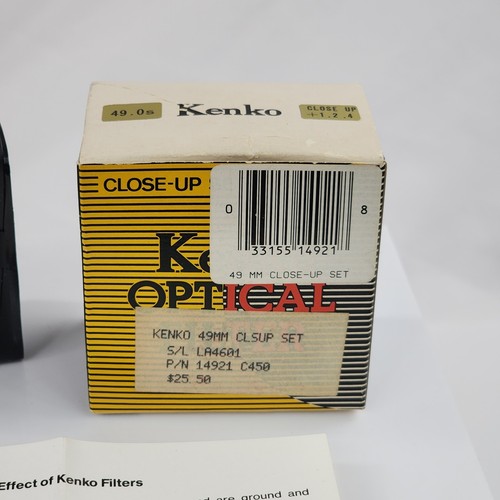 49.0s Kenko CLOSE UP
+1.2.4
CLOSE-UP
0 33155 14921 8
49 MM CLOSE-UP SET
OPTICAL
KENKO 49MM CLSUP SET
S/L LA4601
P/N 14921 C450
$25 50
Effect of Kenko Filters
are ground and